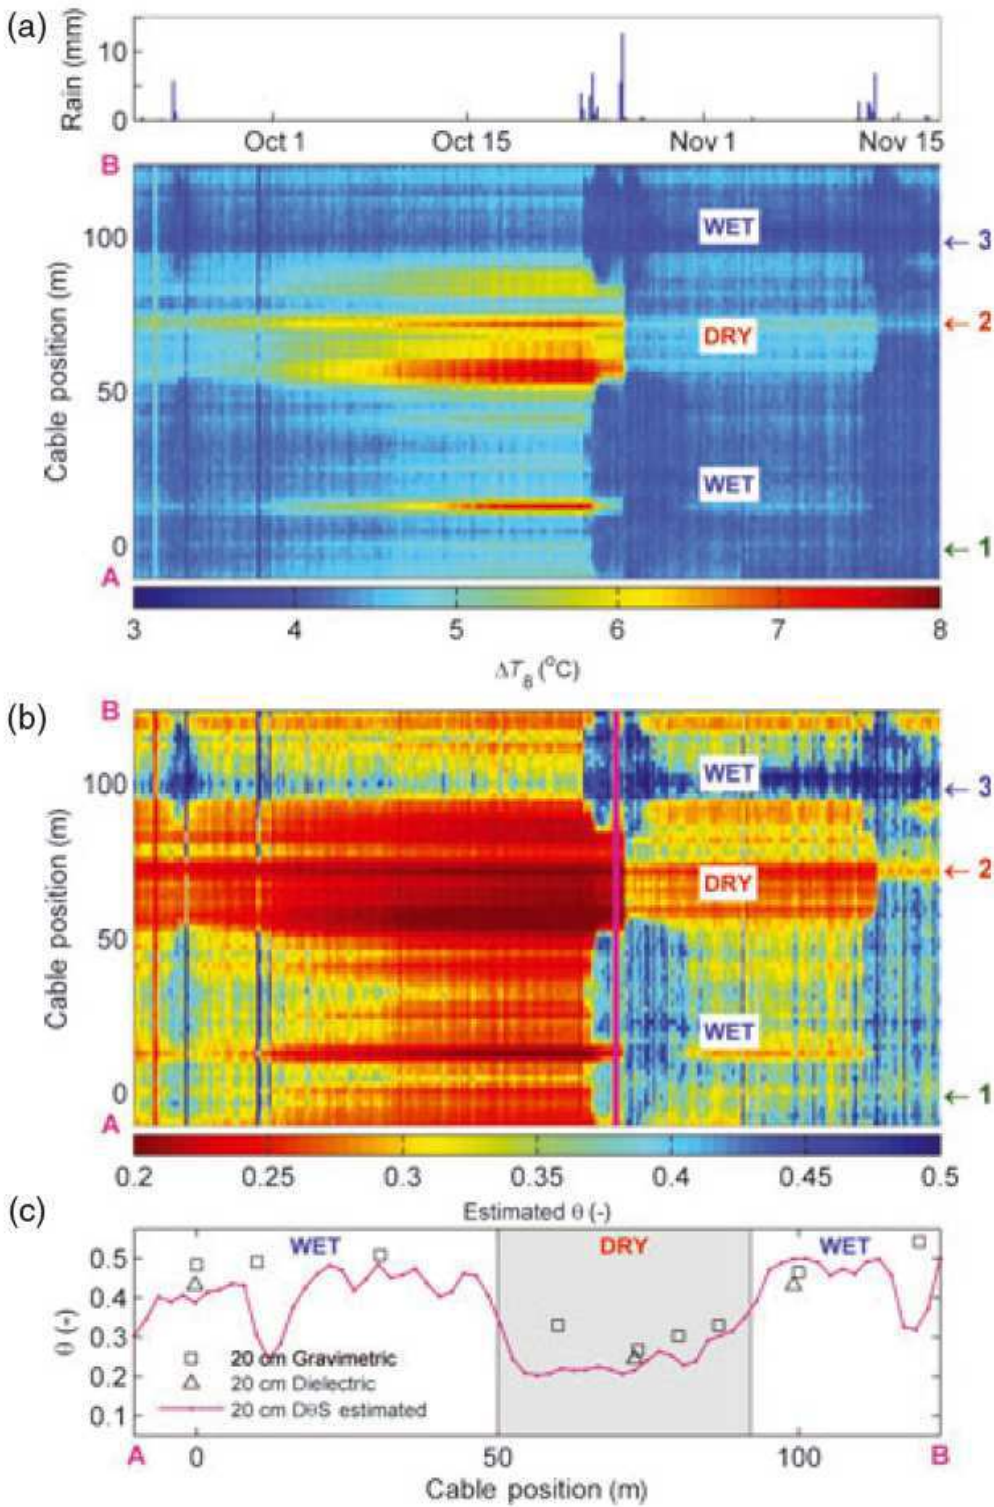 (a)
Rain (mm)
10
0
Oct 1 Oct 15 Nov 1 Nov 15
B
Cable position (m)
100
50
0
A
WET
DRY
WET
← 3
← 2
← 1
3 4 5 6 7 8
ΔT8 (°C)
(b)
B
Cable position (m)
100
50
0
A
WET
DRY
WET
← 3
← 2
← 1
0.2 0.25 0.3 0.35 0.4 0.45 0.5
Estimated θ (-)
(c)
θ (-)
0.5
0.4
0.3
0.2
0.1
WET DRY WET
20 cm Gravimetric
20 cm Dielectric
20 cm DθS estimated
A 0 50 100 B
Cable position (m)